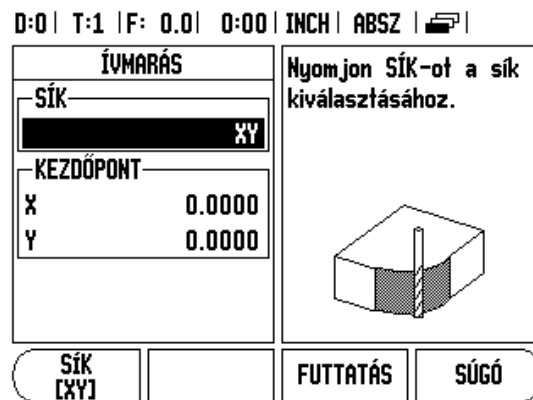 D:0 | T:1 | F: 0.0 | 0:00 | INCH | ABSZ |
ÍVMARÁS
SÍK
XY
KEZDŐPONT
X 0.0000
Y 0.0000
Nyomjon SÍK-ot a sík
kiválasztásához.
SÍK
[XY]
FUTTATÁS
SÚGÓ